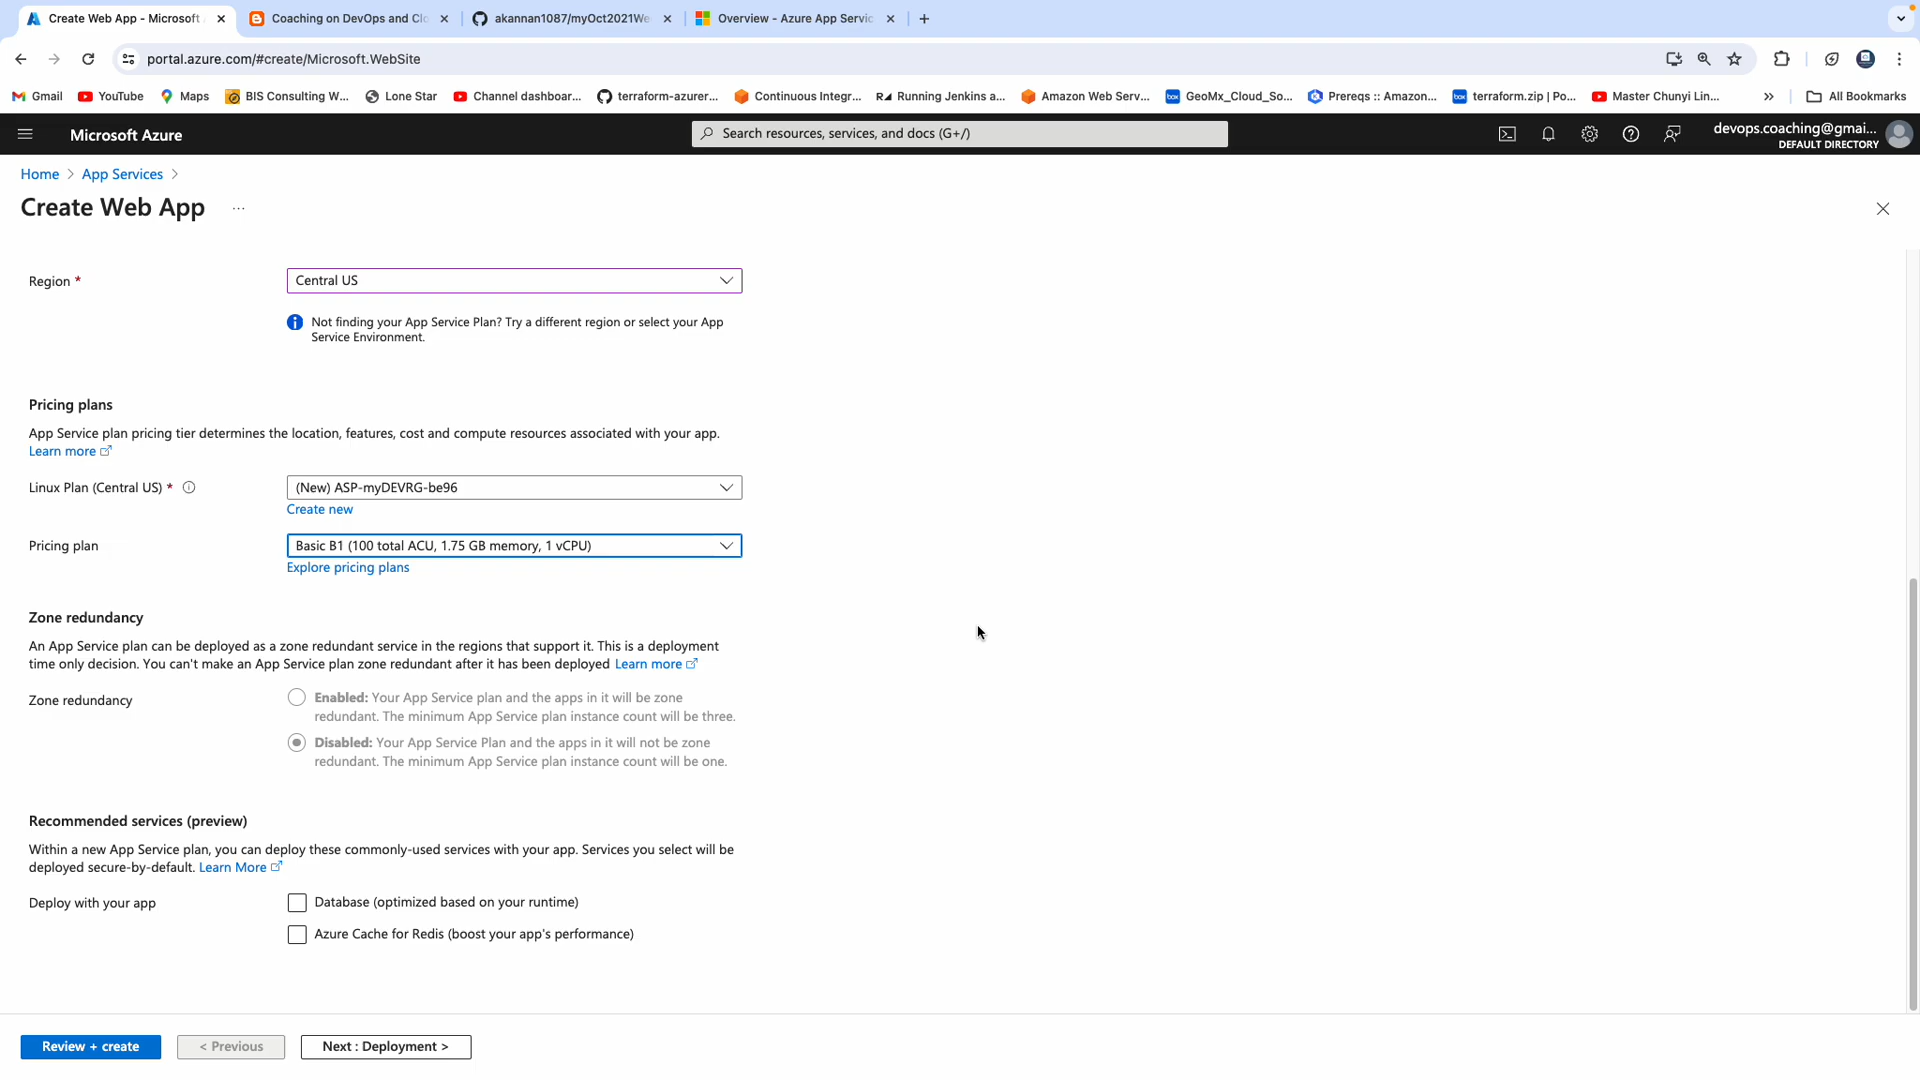 Create Web App - Microsoft
Coaching on DevOps and Clo
akannan1087/myOct2021We
Overview - Azure App Servic
portal.azure.com/#create/Microsoft.WebSite
Gmail
YouTube
Maps
BIS Consulting W...
Lone Star
Channel dashboar...
terraform-azurer...
Continuous Integr...
Running Jenkins a...
Amazon Web Serv...
GeoMx_Cloud_So...
Prereqs :: Amazon...
terraform.zip | Po...
Master Chunyi Lin...
»
All Bookmarks
Microsoft Azure
Search resources, services, and docs (G+/)
devops.coaching@gmai...
DEFAULT DIRECTORY
Home > App Services >
Create Web App ...
Region *
Central US
Not finding your App Service Plan? Try a different region or select your App
Service Environment.
Pricing plans
App Service plan pricing tier determines the location, features, cost and compute resources associated with your app.
Learn more
Linux Plan (Central US) *
(New) ASP-myDEVRG-be96
Create new
Pricing plan
Basic B1 (100 total ACU, 1.75 GB memory, 1 vCPU)
Explore pricing plans
Zone redundancy
An App Service plan can be deployed as a zone redundant service in the regions that support it. This is a deployment
time only decision. You can't make an App Service plan zone redundant after it has been deployed Learn more
Zone redundancy
Enabled: Your App Service plan and the apps in it will be zone
redundant. The minimum App Service plan instance count will be three.
Disabled: Your App Service Plan and the apps in it will not be zone
redundant. The minimum App Service plan instance count will be one.
Recommended services (preview)
Within a new App Service plan, you can deploy these commonly-used services with your app. Services you select will be
deployed secure-by-default. Learn More
Deploy with your app
Database (optimized based on your runtime)
Azure Cache for Redis (boost your app's performance)
Review + create
< Previous
Next : Deployment >